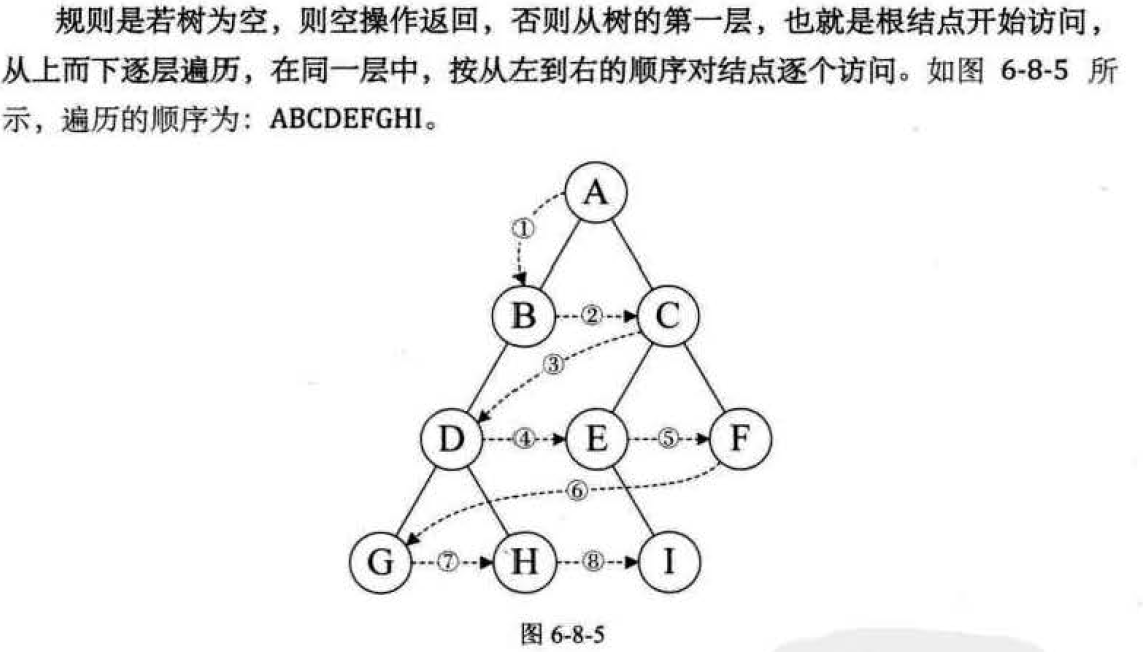 规则是若树为空，则空操作返回，否则从树的第一层，也就是根结点开始访问，
从上而下逐层遍历，在同一层中，按从左到右的顺序对结点逐个访问。如图 6-8-5 所
示，遍历的顺序为：ABCDEFGHI。
A
①
B ② C
③
D ④ E ⑤ F
⑥
G ⑦ H ⑧ I
图 6-8-5